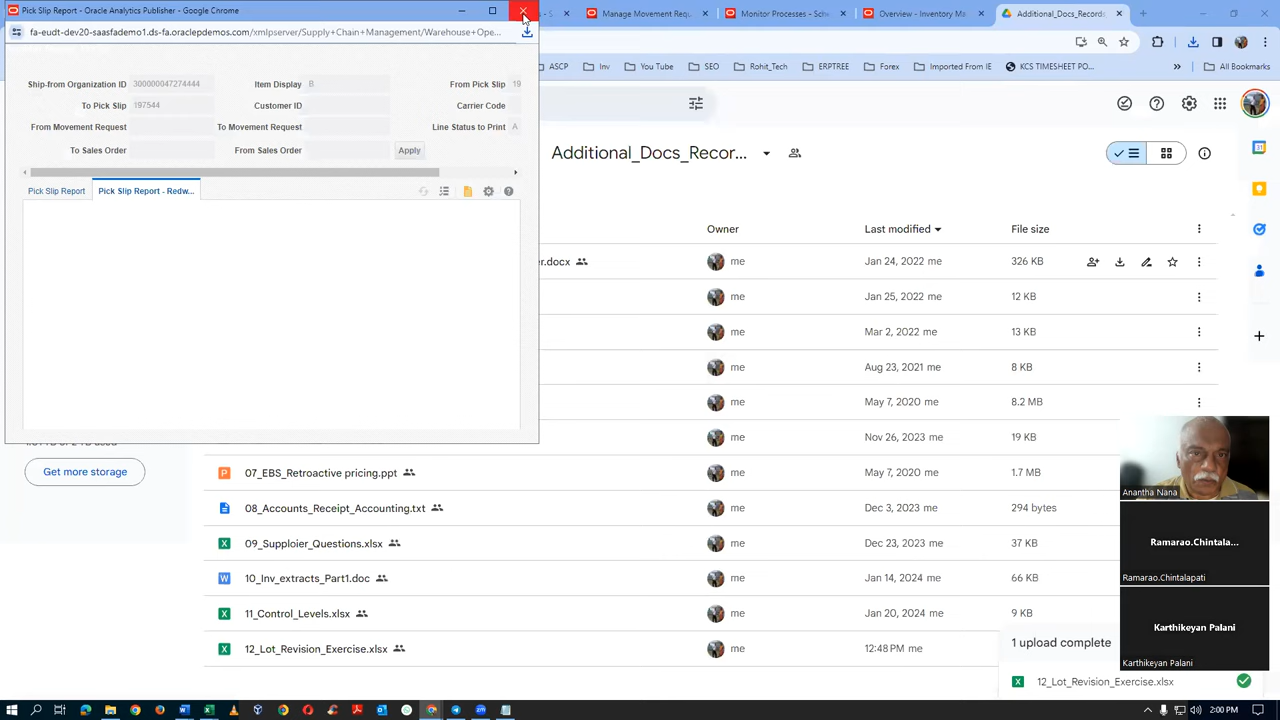 Pick Slip Report - Oracle Analytics Publisher - Google Chrome
Manage Movement Requ
Monitor Processes - Sche
Overview - Inventory M
Additional_Docs_Records
fa-eudt-dev20-saasfademo1.ds-fa.oraclepdemos.com/xmlpserver/Supply+Chain+Management/Warehouse+Ope...
ASCP
Inv
You Tube
SEO
ERPTREE
From Rohit_Tech
Imported From IE
KCS TIMESHEET PO...
All Bookmarks
Ship-from Organization ID 300000047274444 Item Display B From Pick Slip 19
To Pick Slip 197544 Customer ID Carrier Code
From Movement Request To Movement Request Line Status to Print A
To Sales Order From Sales Order Apply
Pick Slip Report Pick Slip Report - Redw...
Additional_Docs_Recor...
Owner Last modified File size
er.docx me Jan 24, 2022 me 326 KB
me Jan 25, 2022 me 12 KB
me Mar 2, 2022 me 13 KB
me Aug 23, 2021 me 8 KB
me May 7, 2020 me 8.2 MB
me Nov 26, 2023 me 19 KB
Get more storage
07_EBS_Retroactive pricing.ppt me May 7, 2020 me 1.7 MB
08_Accounts_Receipt_Accounting.txt me Dec 3, 2023 me 294 bytes
09_Supploier_Questions.xlsx me Dec 23, 2023 me 37 KB
10_Inv_extracts_Part1.doc me Jan 14, 2024 me 66 KB
11_Control_Levels.xlsx me Jan 20, 2024 me 9 KB
12_Lot_Revision_Exercise.xlsx me 12:48 PM me
1 upload complete
12_Lot_Revision_Exercise.xlsx
Anantha Nana
Ramarao.Chintala...
Ramarao.Chintalapati
Karthikeyan Palani
Karthikeyan Palani
2:00 PM